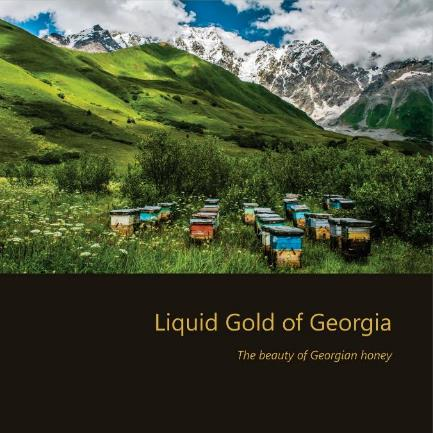 Liquid Gold of Georgia
The beauty of Georgian honey